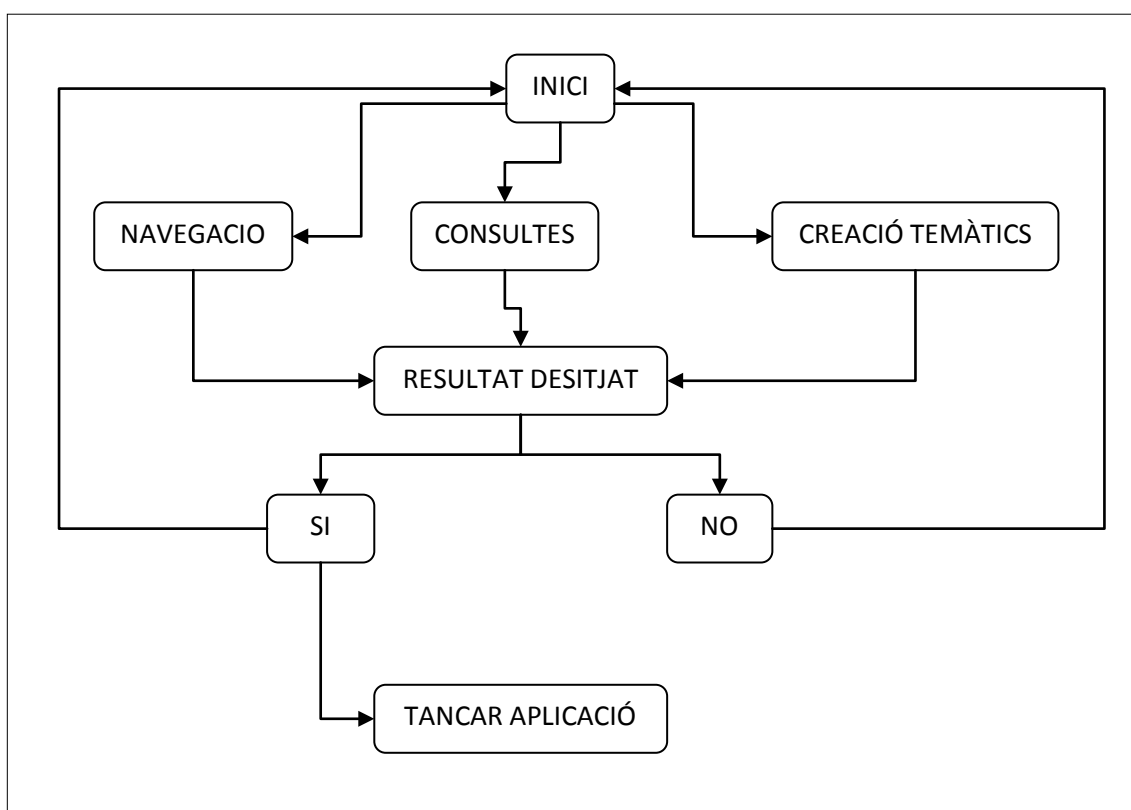 INICI
NAVEGACIO
CONSULTES
CREACIÓ TEMÀTICS
RESULTAT DESITJAT
SI
NO
TANCAR APLICACIÓ